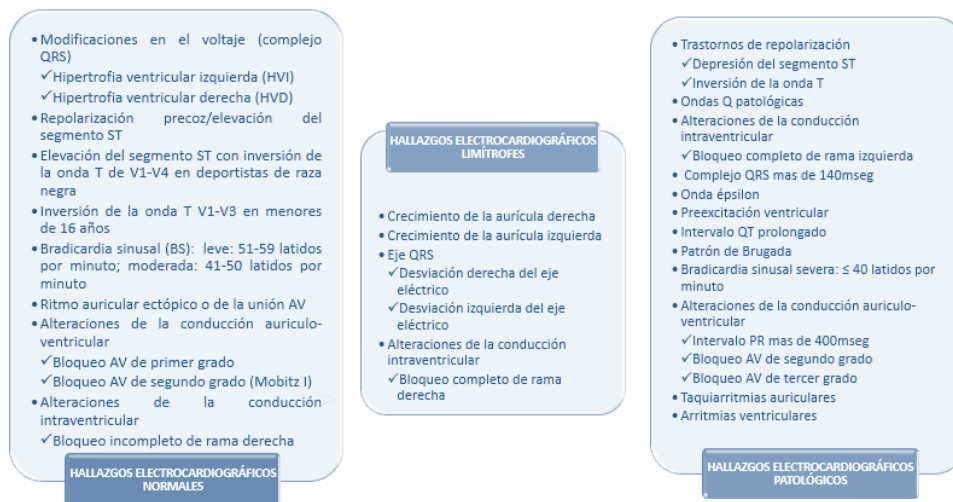 • Modificaciones en el voltaje (complejo
QRS)
✓Hipertrofia ventricular izquierda (HVI)
✓Hipertrofia ventricular derecha (HVD)
• Repolarización precoz/elevación del
segmento ST
• Elevación del segmento ST con inversión de
la onda T de V1-V4 en deportistas de raza
negra
• Inversión de la onda T V1-V3 en menores
de 16 años
• Bradicardia sinusal (BS): leve: 51-59 latidos
por minuto; moderada: 41-50 latidos por
minuto
• Ritmo auricular ectópico o de la unión AV
• Alteraciones de la conducción auriculo-
ventricular
✓Bloqueo AV de primer grado
✓Bloqueo AV de segundo grado (Mobitz I)
• Alteraciones de la conducción
intraventricular
✓Bloqueo incompleto de rama derecha
HALLAZGOS ELECTROCARDIOGRÁFICOS
NORMALES
HALLAZGOS ELECTROCARDIOGRÁFICOS
LIMÍTROFES
• Crecimiento de la aurícula derecha
• Crecimiento de la aurícula izquierda
• Eje QRS
✓Desviación derecha del eje
eléctrico
✓Desviación izquierda del eje
eléctrico
• Alteraciones de la conducción
intraventricular
✓Bloqueo completo de rama
derecha
• Trastornos de repolarización
✓Depresión del segmento ST
✓Inversión de la onda T
• Ondas Q patológicas
• Alteraciones de la conducción
intraventricular
✓Bloqueo completo de rama izquierda
• Complejo QRS mas de 140mseg
• Onda épsilon
• Preexcitación ventricular
• Intervalo QT prolongado
• Patrón de Brugada
• Bradicardia sinusal severa: ≤ 40 latidos por
minuto
• Alteraciones de la conducción auriculo-
ventricular
✓Intervalo PR mas de 400mseg
✓Bloqueo AV de segundo grado
✓Bloqueo AV de tercer grado
• Taquiarritmias auriculares
• Arritmias ventriculares
HALLAZGOS ELECTROCARDIOGRÁFICOS
PATOLÓGICOS